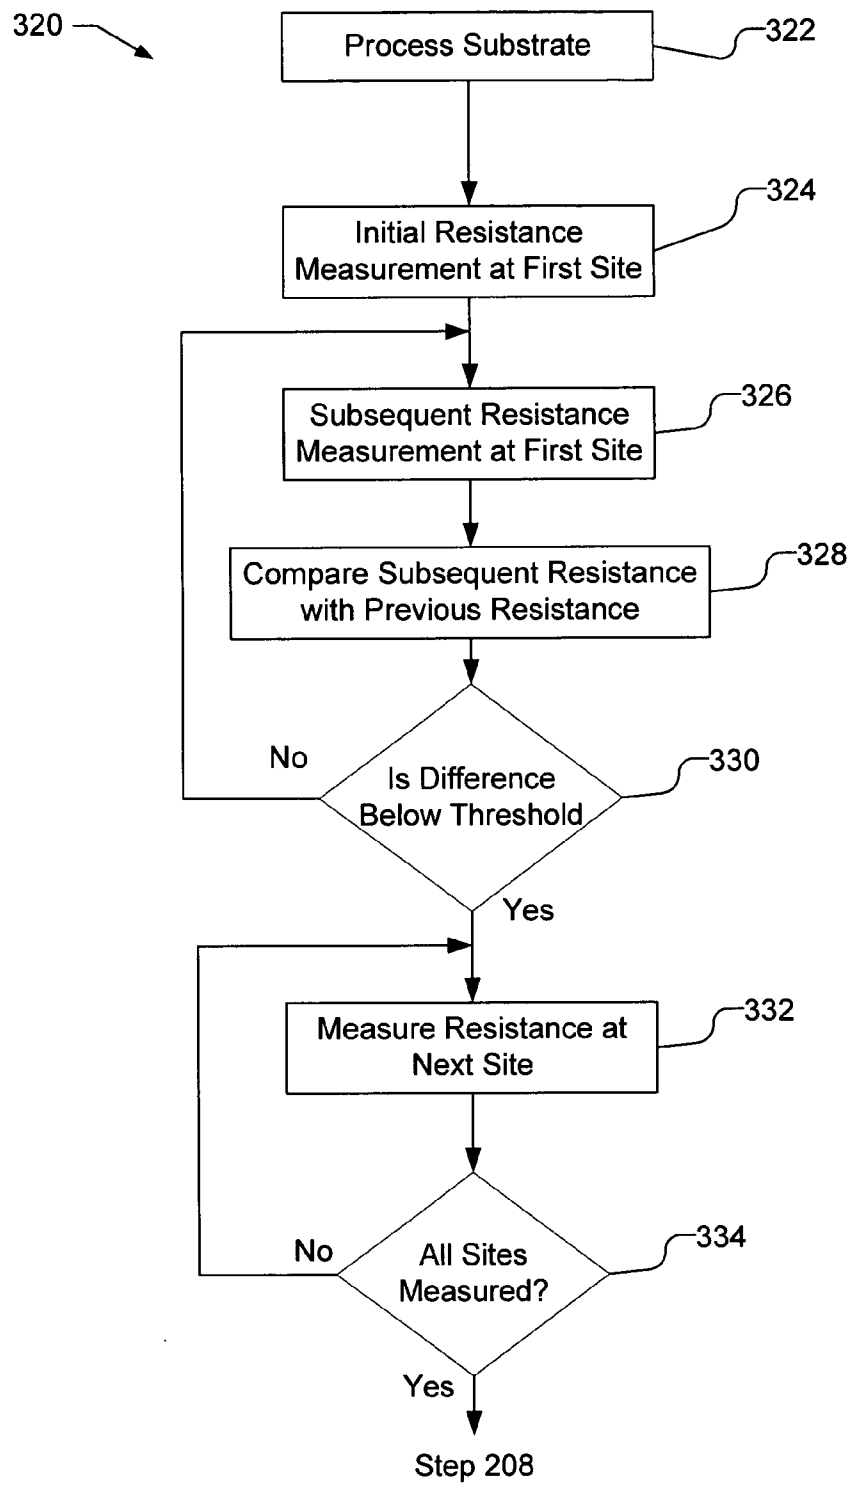 320
Process Substrate
322
324
Initial Resistance
Measurement at First Site
326
Subsequent Resistance
Measurement at First Site
328
Compare Subsequent Resistance
with Previous Resistance
No
330
Is Difference
Below Threshold
Yes
332
Measure Resistance at
Next Site
334
No
All Sites
Measured?
Yes
Step 208